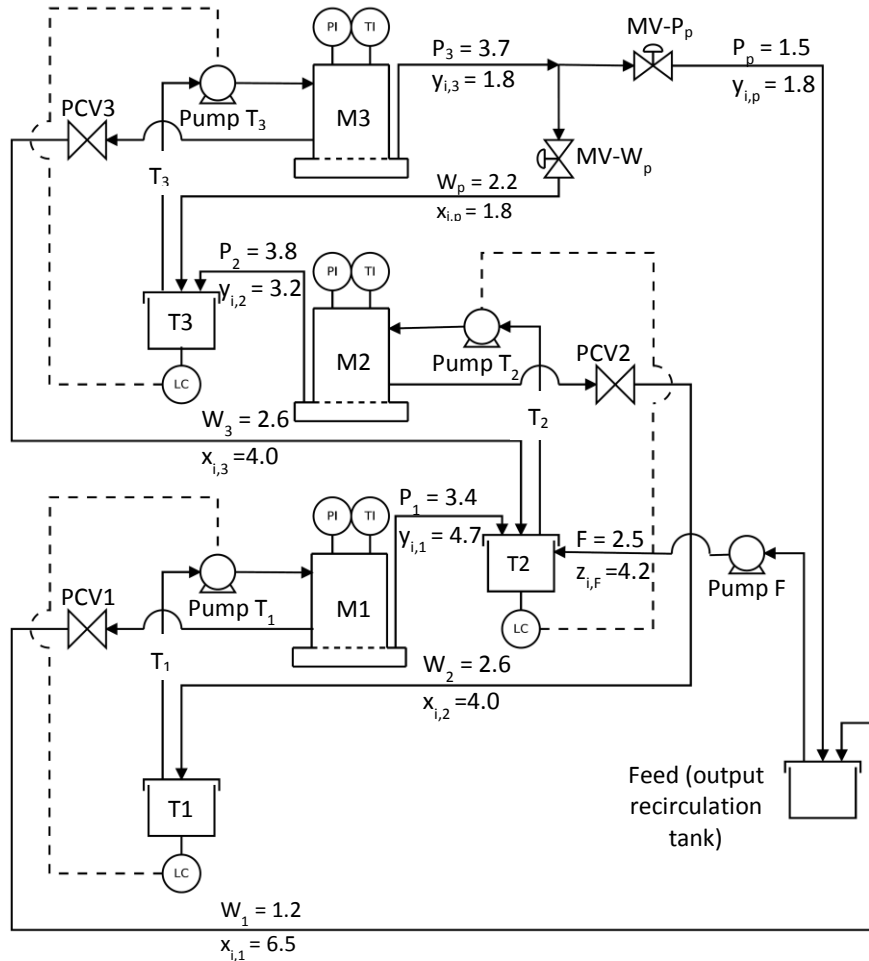 PI TI
MV-Pₚ
P₃ = 3.7
yᵢ,₃ = 1.8
Pₚ = 1.5
yᵢ,ₚ = 1.8
PCV3
Pump T₃
M3
MV-Wₚ
T₃
Wₚ = 2.2
xᵢ,ₚ = 1.8
P₂ = 3.8
yᵢ,₂ = 3.2
PI TI
T3
M2
Pump T₂
PCV2
LC
T₂
W₃ = 2.6
xᵢ,₃ =4.0
P₁ = 3.4
yᵢ,₁ = 4.7
PI TI
F = 2.5
zᵢ,F =4.2
T2
PCV1
Pump T₁
M1
Pump F
LC
T₁
W₂ = 2.6
xᵢ,₂ =4.0
T1
Feed (output
recirculation
tank)
LC
W₁ = 1.2
xᵢ,₁ = 6.5